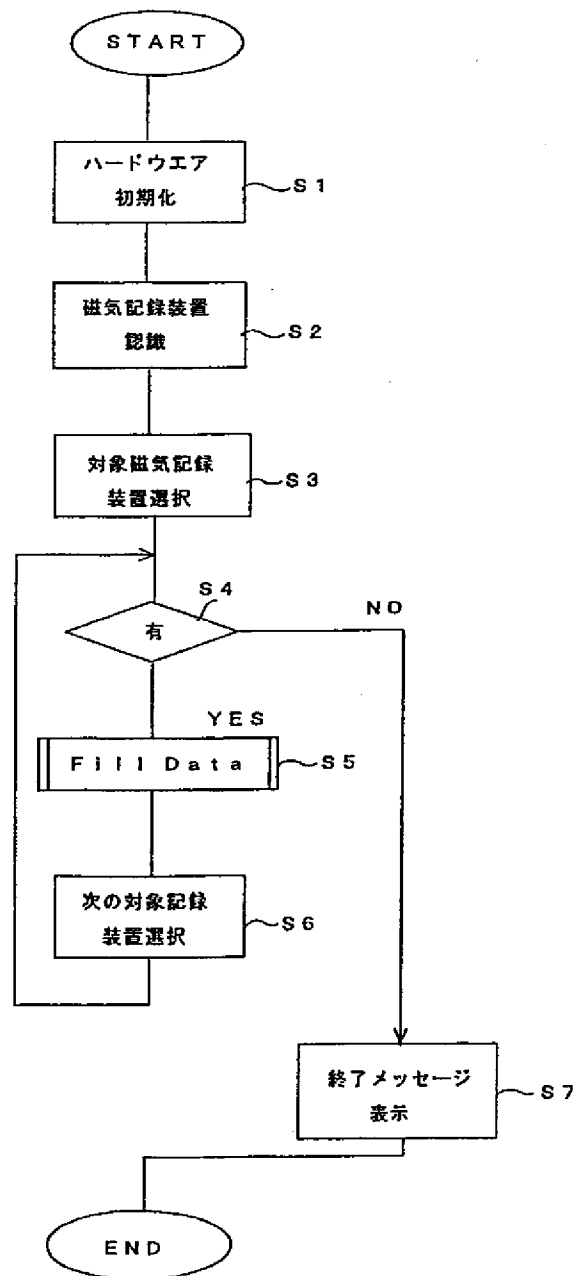 START
ハードウエア
初期化
S1
磁気記録装置
認識
S2
対象磁気記録
装置選択
S3
S4
有
NO
YES
Fill Data
S5
次の対象記録
装置選択
S6
終了メッセージ
表示
S7
END